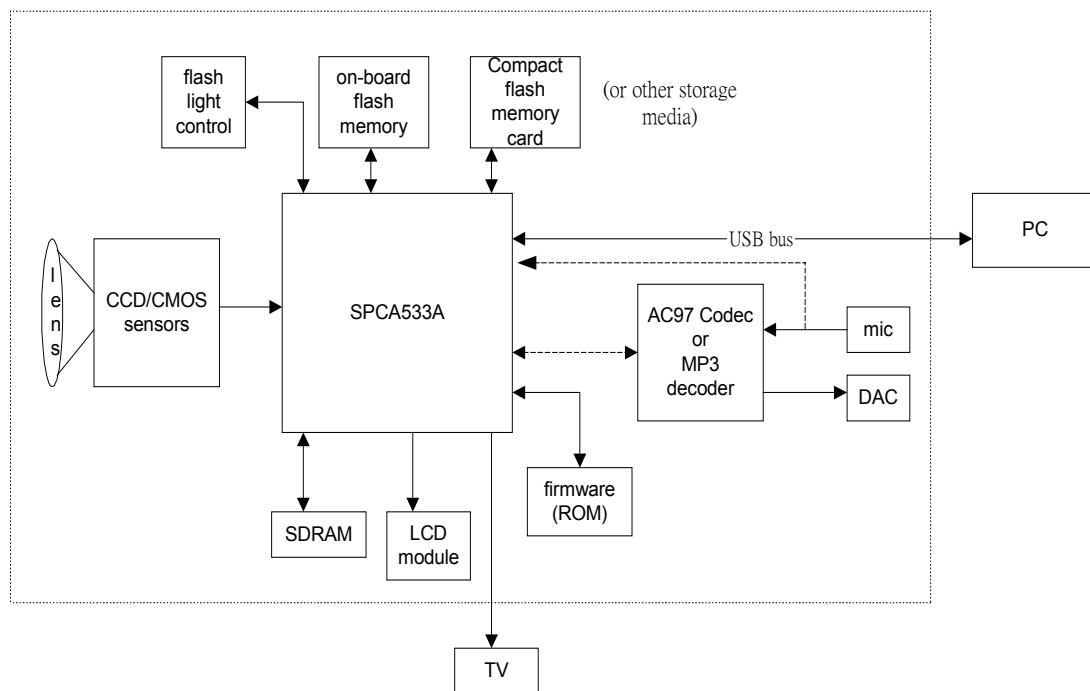 flash
light
control
on-board
flash
memory
Compact
flash
memory
card
(or other storage
media)
lens
CCD/CMOS
sensors
SPCA533A
USB bus
PC
AC97 Codec
or
MP3
decoder
mic
DAC
firmware
(ROM)
SDRAM
LCD
module
TV